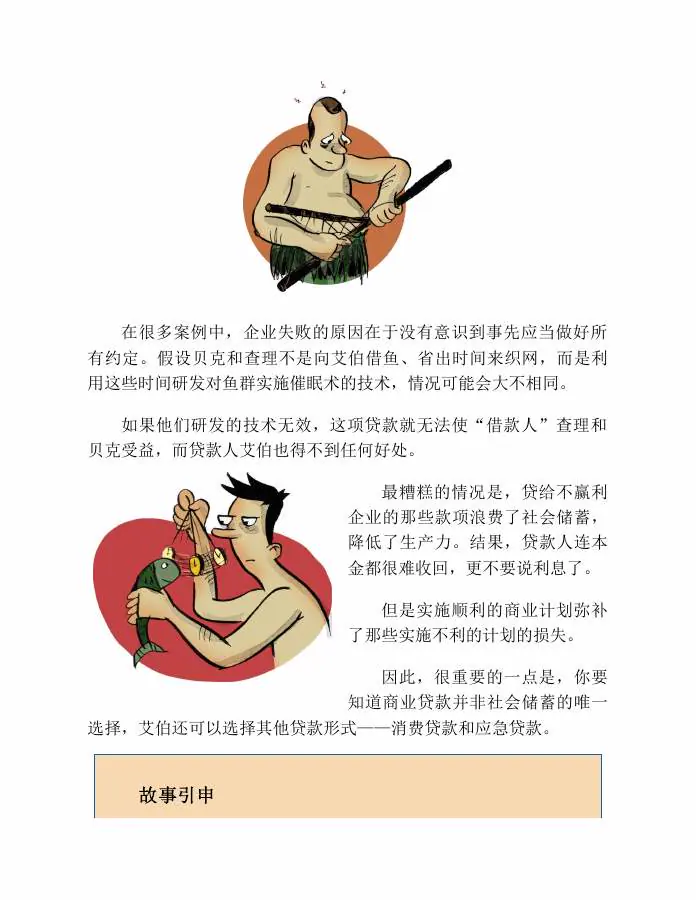 在很多案例中，企业失败的原因在于没有意识到事先应当做好所
有约定。假设贝克和查理不是向艾伯借鱼、省出时间来织网，而是利
用这些时间研发对鱼群实施催眠术的技术，情况可能会大不相同。
如果他们研发的技术无效，这项贷款就无法使“借款人”查理和
贝克受益，而贷款人艾伯也得不到任何好处。
最糟糕的情况是，贷给不赢利
企业的那些款项浪费了社会储蓄，
降低了生产力。结果，贷款人连本
金都很难收回，更不要说利息了。
但是实施顺利的商业计划弥补
了那些实施不利的计划的损失。
因此，很重要的一点是，你要
知道商业贷款并非社会储蓄的唯一
选择，艾伯还可以选择其他贷款形式——消费贷款和应急贷款。
故事引申